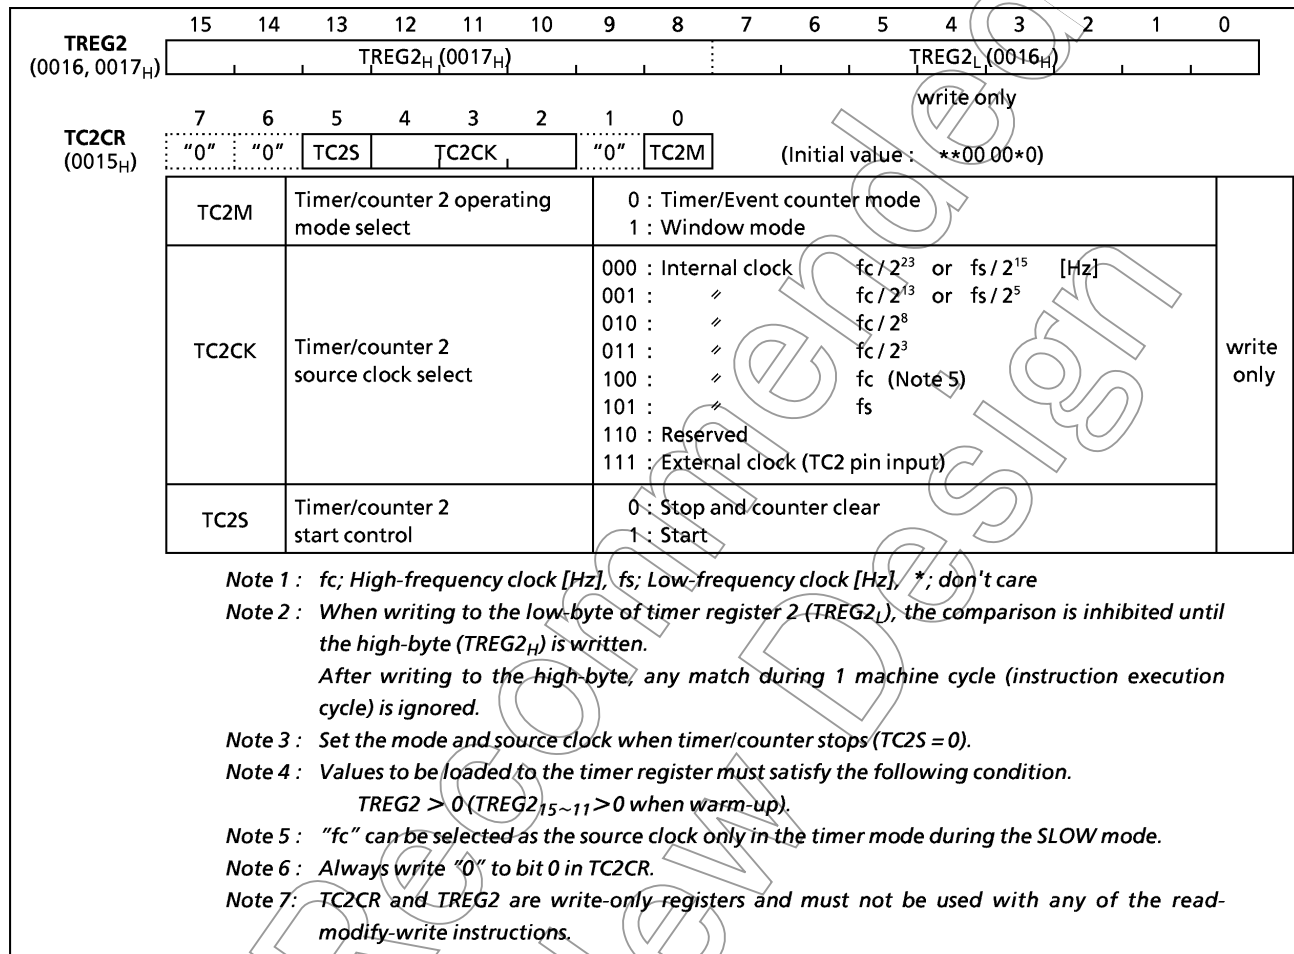 15 14 13 12 11 10 9 8 7 6 5 4 3 2 1 0
TREG2
(0016, 0017H) TREG2H (0017H) TREG2L (0016H)
write only
7 6 5 4 3 2 1 0
TC2CR
(0015H) "0" "0" TC2S TC2CK "0" TC2M (Initial value : **00 00*0)
TC2M Timer/counter 2 operating 0 : Timer/Event counter mode
mode select 1 : Window mode
000 : Internal clock fc / 2^23 or fs / 2^15 [Hz]
001 : 〃 fc / 2^13 or fs / 2^5
010 : 〃 fc / 2^8
TC2CK Timer/counter 2 011 : 〃 fc / 2^3 write
source clock select 100 : 〃 fc (Note 5) only
101 : 〃 fs
110 : Reserved
111 : External clock (TC2 pin input)
TC2S Timer/counter 2 0 : Stop and counter clear
start control 1 : Start
Note 1 : fc; High-frequency clock [Hz], fs; Low-frequency clock [Hz], *; don't care
Note 2 : When writing to the low-byte of timer register 2 (TREG2L), the comparison is inhibited until
the high-byte (TREG2H) is written.
After writing to the high-byte, any match during 1 machine cycle (instruction execution
cycle) is ignored.
Note 3 : Set the mode and source clock when timer/counter stops (TC2S = 0).
Note 4 : Values to be loaded to the timer register must satisfy the following condition.
TREG2 > 0 (TREG2 15~11 > 0 when warm-up).
Note 5 : "fc" can be selected as the source clock only in the timer mode during the SLOW mode.
Note 6 : Always write "0" to bit 0 in TC2CR.
Note 7: TC2CR and TREG2 are write-only registers and must not be used with any of the read-
modify-write instructions.
Recommended
Design